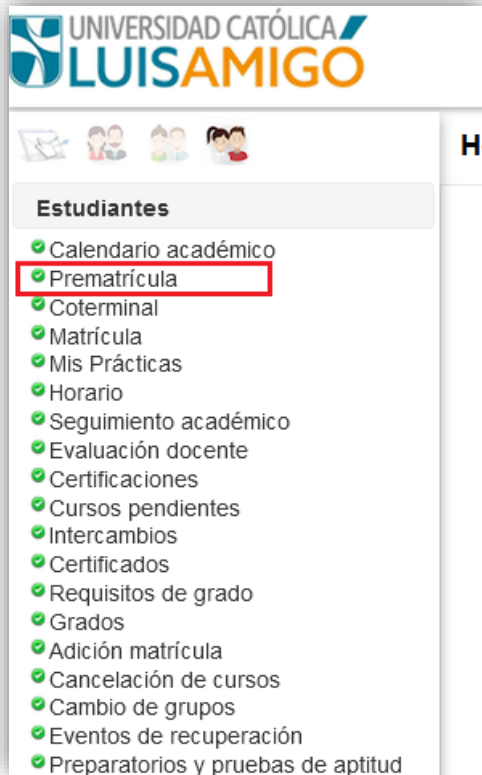 UNIVERSIDAD CATÓLICA
LUISAMIGÓ
Estudiantes
Calendario académico
Prematrícula
Coterminal
Matrícula
Mis Prácticas
Horario
Seguimiento académico
Evaluación docente
Certificaciones
Cursos pendientes
Intercambios
Certificados
Requisitos de grado
Grados
Adición matrícula
Cancelación de cursos
Cambio de grupos
Eventos de recuperación
Preparatorios y pruebas de aptitud